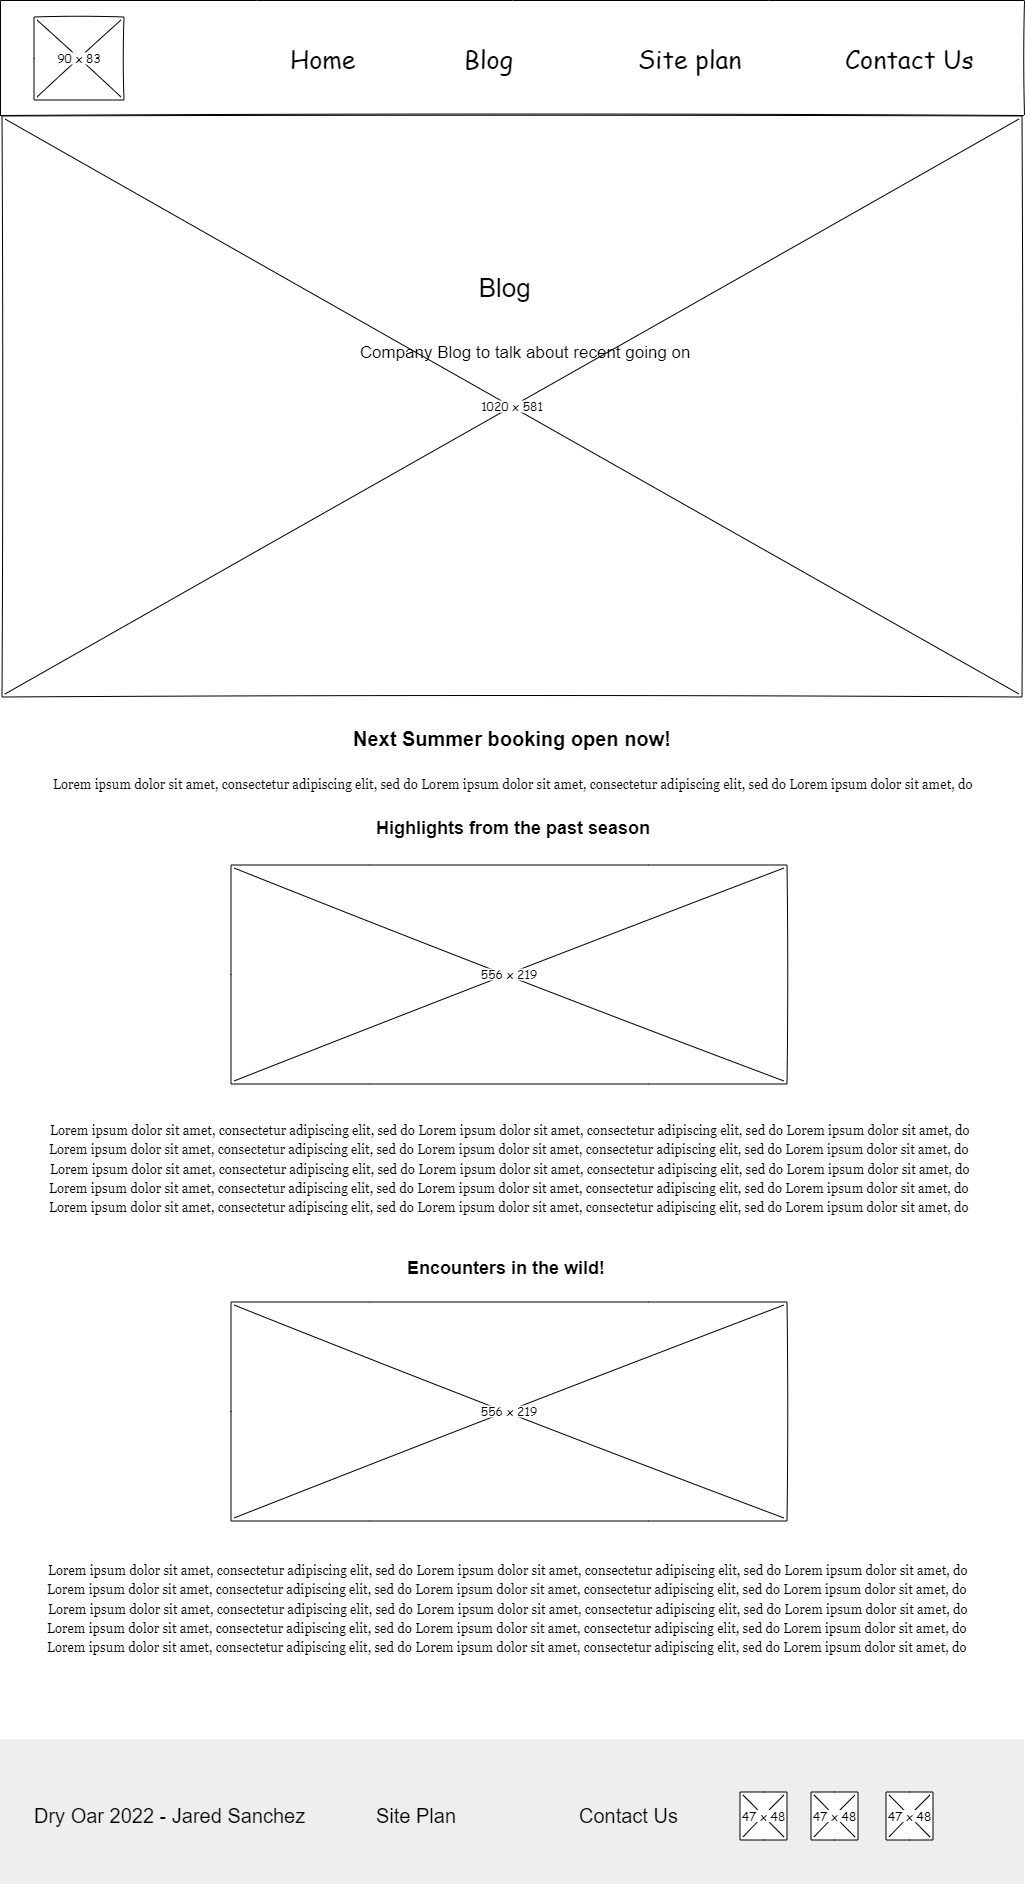 90 x 83
Home
Blog
Site plan
Contact Us
Blog
Company Blog to talk about recent going on
1020 x 581
Next Summer booking open now!
Lorem ipsum dolor sit amet, consectetur adipiscing elit, sed do Lorem ipsum dolor sit amet, consectetur adipiscing elit, sed do Lorem ipsum dolor sit amet, do
Highlights from the past season
556 x 219
Lorem ipsum dolor sit amet, consectetur adipiscing elit, sed do Lorem ipsum dolor sit amet, consectetur adipiscing elit, sed do Lorem ipsum dolor sit amet, do
Lorem ipsum dolor sit amet, consectetur adipiscing elit, sed do Lorem ipsum dolor sit amet, consectetur adipiscing elit, sed do Lorem ipsum dolor sit amet, do
Lorem ipsum dolor sit amet, consectetur adipiscing elit, sed do Lorem ipsum dolor sit amet, consectetur adipiscing elit, sed do Lorem ipsum dolor sit amet, do
Lorem ipsum dolor sit amet, consectetur adipiscing elit, sed do Lorem ipsum dolor sit amet, consectetur adipiscing elit, sed do Lorem ipsum dolor sit amet, do
Lorem ipsum dolor sit amet, consectetur adipiscing elit, sed do Lorem ipsum dolor sit amet, consectetur adipiscing elit, sed do Lorem ipsum dolor sit amet, do
Encounters in the wild!
556 x 219
Lorem ipsum dolor sit amet, consectetur adipiscing elit, sed do Lorem ipsum dolor sit amet, consectetur adipiscing elit, sed do Lorem ipsum dolor sit amet, do
Lorem ipsum dolor sit amet, consectetur adipiscing elit, sed do Lorem ipsum dolor sit amet, consectetur adipiscing elit, sed do Lorem ipsum dolor sit amet, do
Lorem ipsum dolor sit amet, consectetur adipiscing elit, sed do Lorem ipsum dolor sit amet, consectetur adipiscing elit, sed do Lorem ipsum dolor sit amet, do
Lorem ipsum dolor sit amet, consectetur adipiscing elit, sed do Lorem ipsum dolor sit amet, consectetur adipiscing elit, sed do Lorem ipsum dolor sit amet, do
Lorem ipsum dolor sit amet, consectetur adipiscing elit, sed do Lorem ipsum dolor sit amet, consectetur adipiscing elit, sed do Lorem ipsum dolor sit amet, do
Dry Oar 2022 - Jared Sanchez
Site Plan
Contact Us
47 x 48
47 x 48
47 x 48